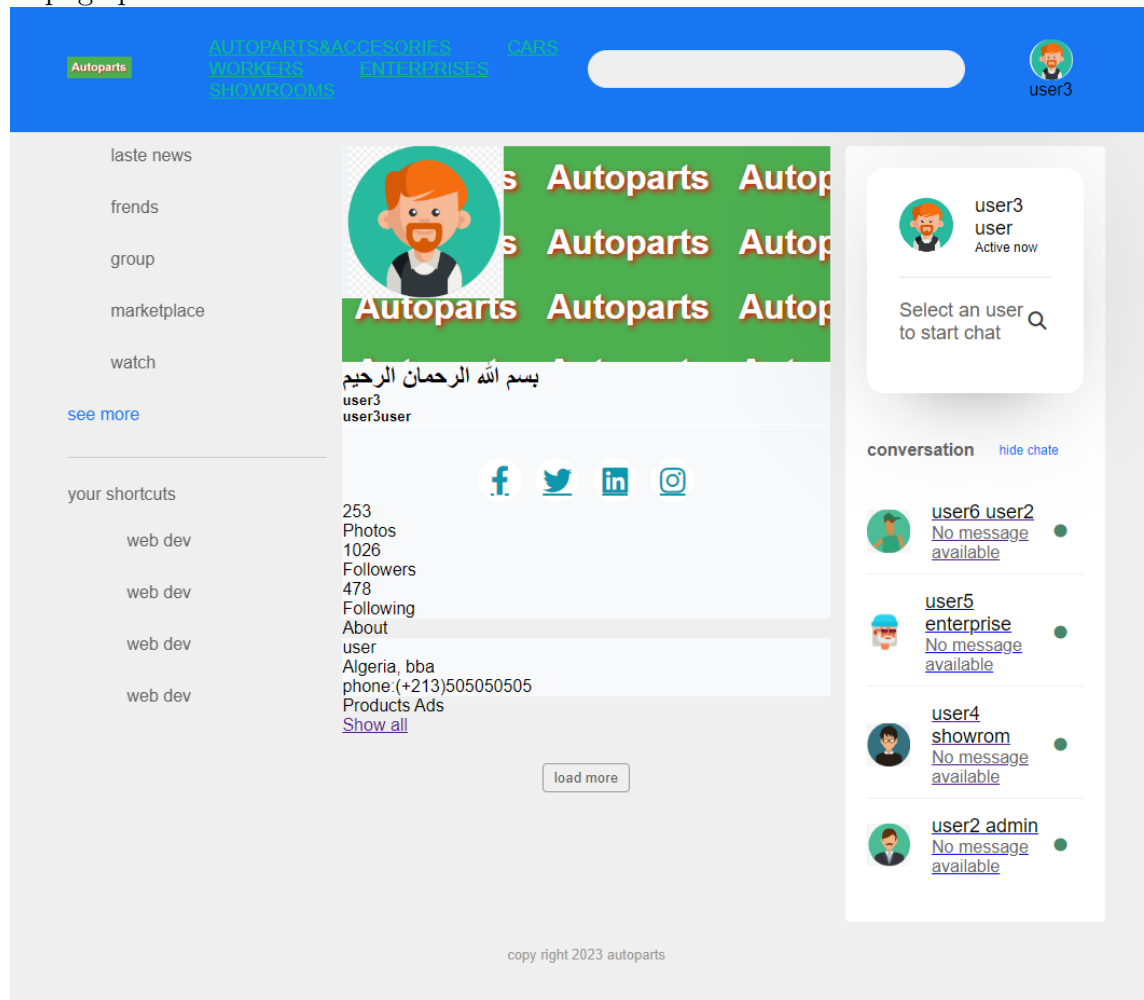 Autoparts
AUTOPARTS&ACCESORIES CARS
WORKERS ENTERPRISES
SHOWROOMS
user3
laste news
frends
group
marketplace
watch
see more
your shortcuts
web dev
web dev
web dev
web dev
s Autoparts Autop
s Autoparts Autop
Autoparts Autoparts Autop
بسم الله الرحمان الرحيم
user3
user3user
253
Photos
1026
Followers
478
Following
About
user
Algeria, bba
phone:(+213)505050505
Products Ads
Show all
load more
user3
user
Active now
Select an user
to start chat
conversation hide chate
user6 user2
No message
available
user5
enterprise
No message
available
user4
showrom
No message
available
user2 admin
No message
available
copy right 2023 autoparts